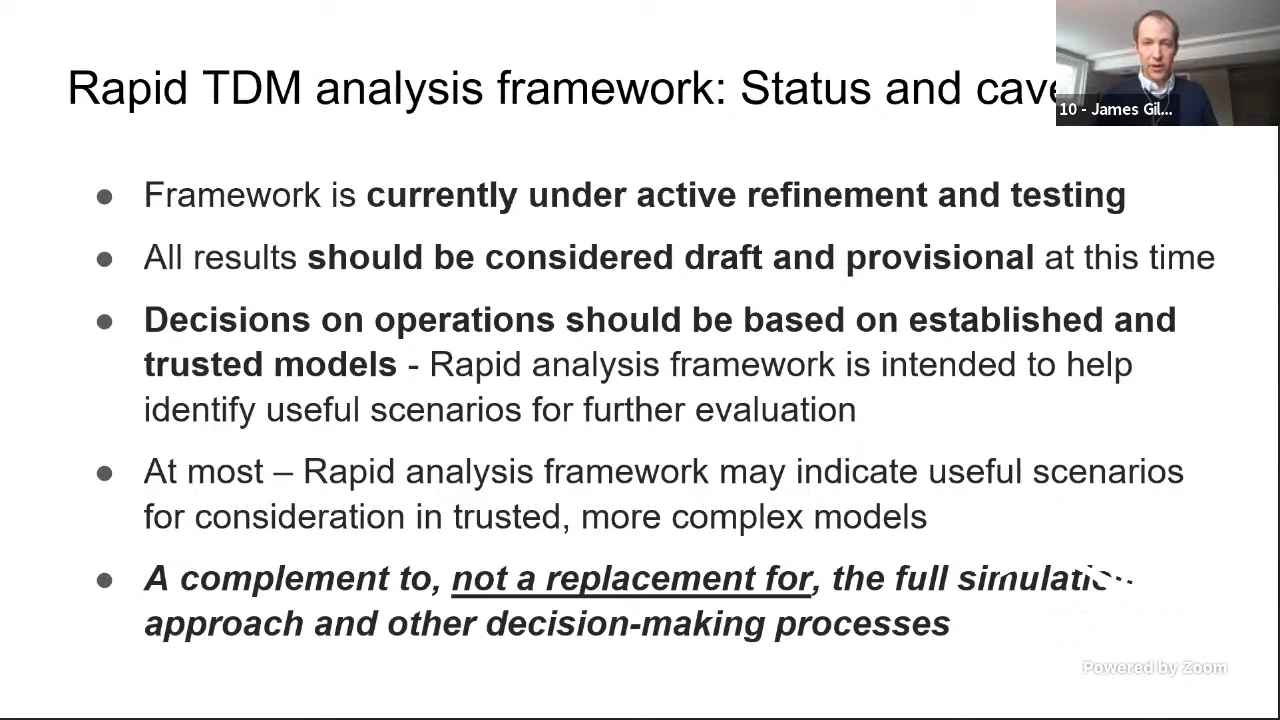 Rapid TDM analysis framework: Status and
10 - James Gil...
● Framework is currently under active refinement and testing
● All results should be considered draft and provisional at this time
● Decisions on operations should be based on established and
trusted models - Rapid analysis framework is intended to help
identify useful scenarios for further evaluation
● At most – Rapid analysis framework may indicate useful scenarios
for consideration in trusted, more complex models
● A complement to, not a replacement for, the full
approach and other decision-making processes
Powered by Zoom